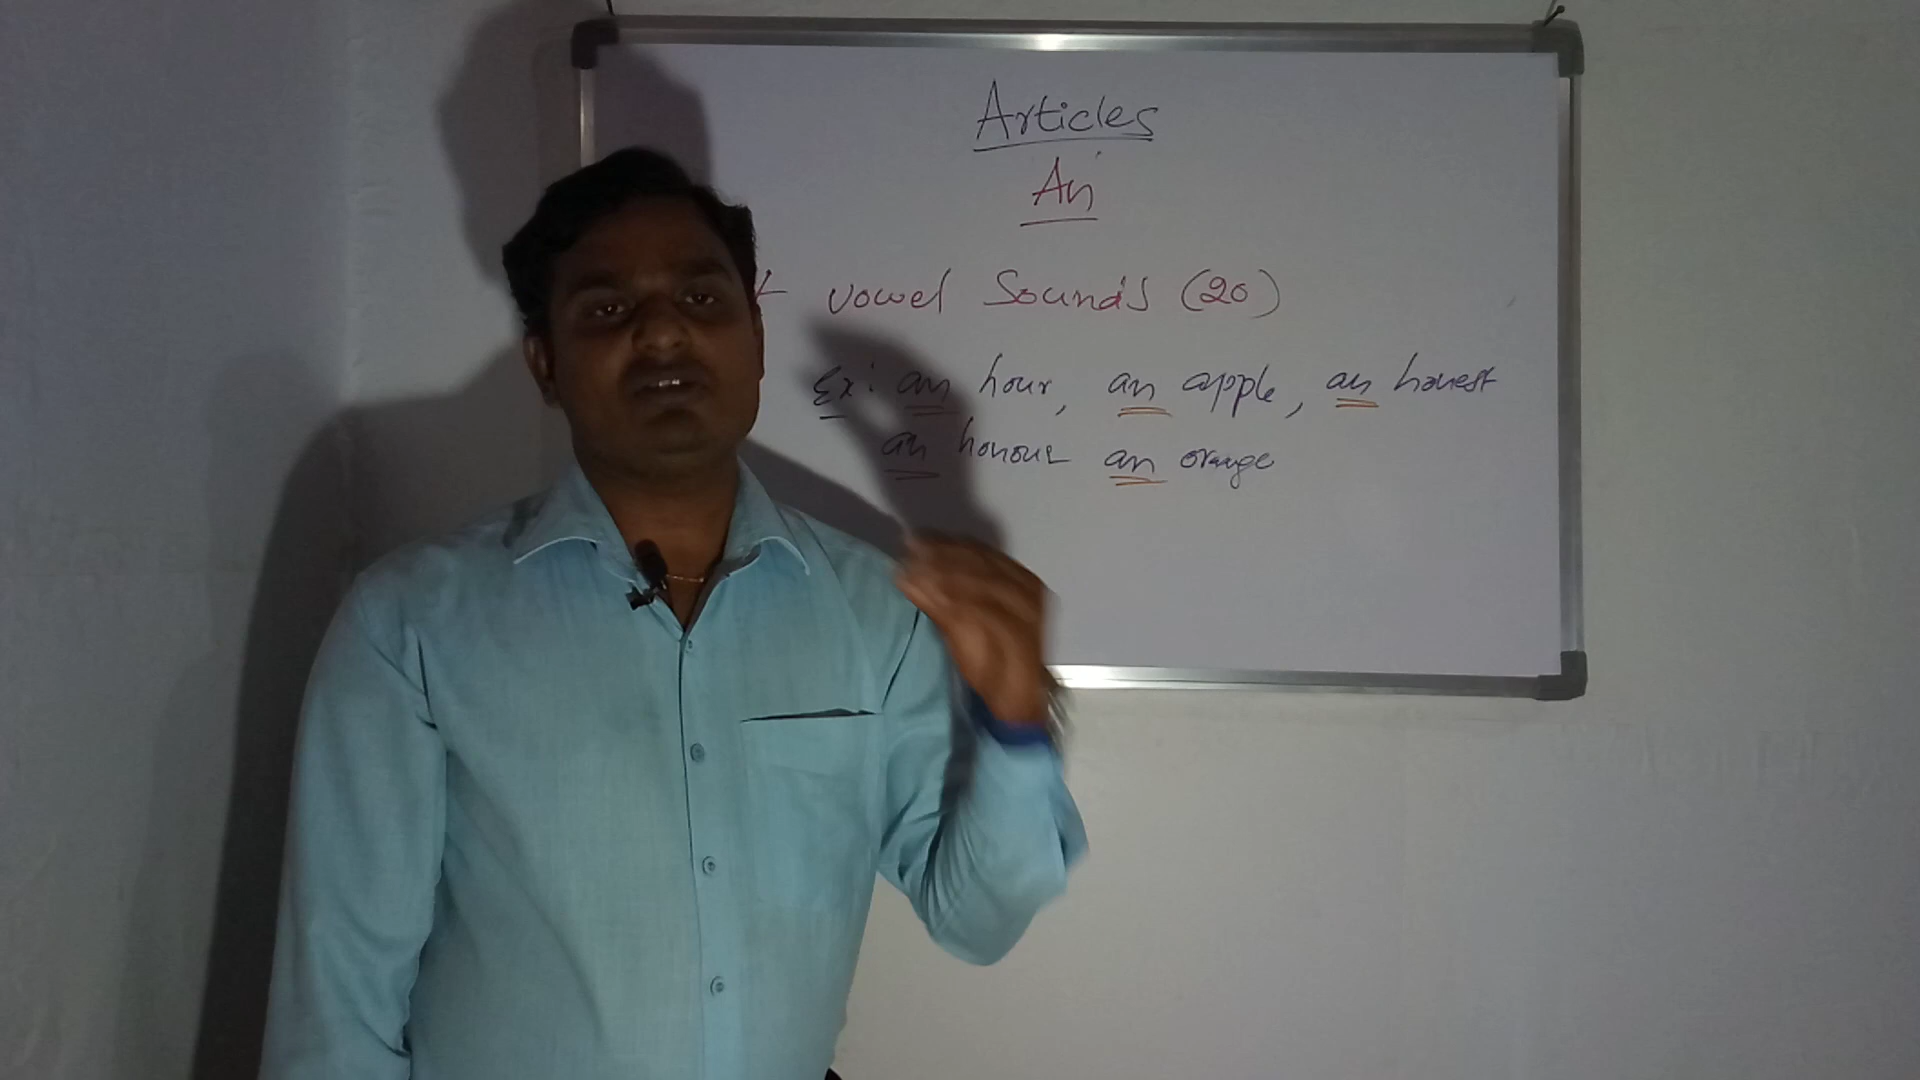 Articles
An
* vowel Sounds (20)
Ex: an hour, an apple, an honest
an honour an orange